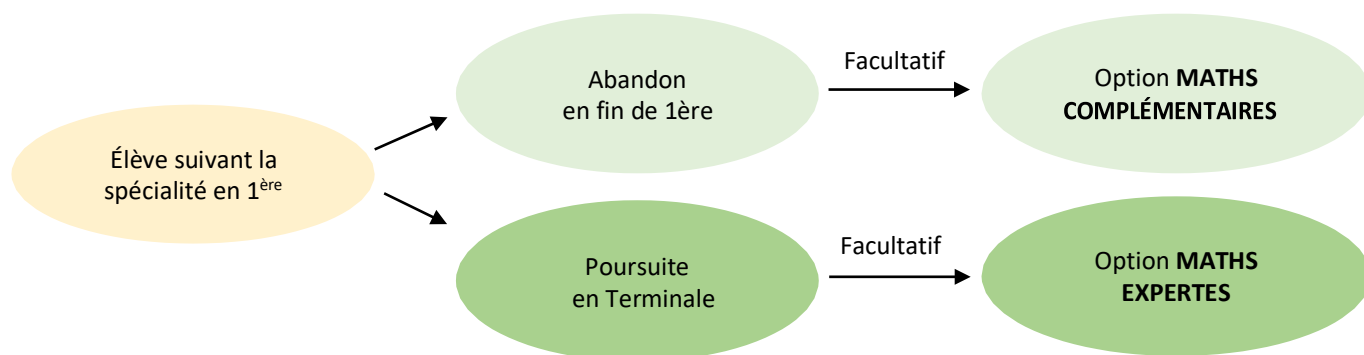 Élève suivant la
spécialité en 1ère
Abandon
en fin de 1ère
Facultatif
Option MATHS
COMPLÉMENTAIRES
Poursuite
en Terminale
Facultatif
Option MATHS
EXPERTES